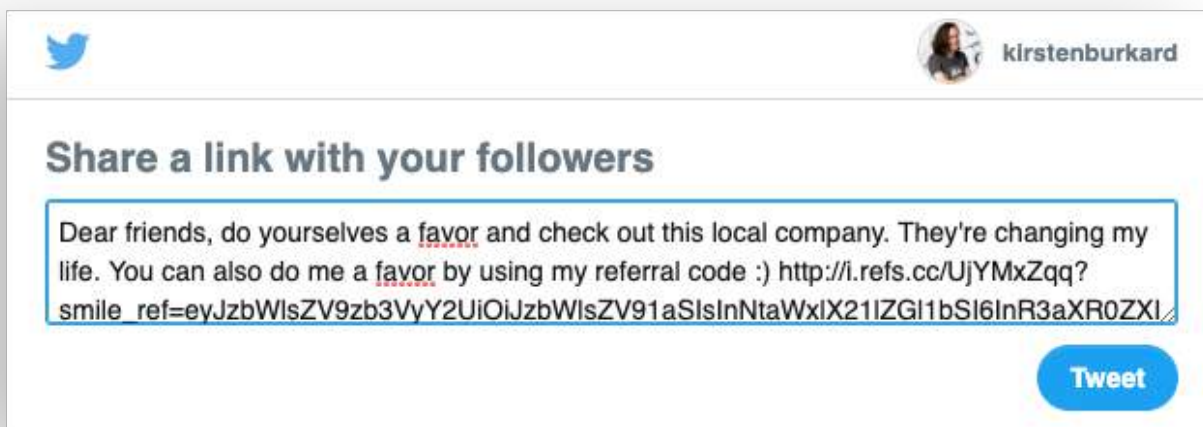 kirstenburkard
Share a link with your followers
Dear friends, do yourselves a favor and check out this local company. They're changing my
life. You can also do me a favor by using my referral code :) http://i.refs.cc/UjYMxZqq?
smile_ref=eyJzbWlsZV9zb3VyY2UiOiJzbWlsZV91aSIsInNtaWxlX21lZGl1bSI6InR3aXR0ZXI
Tweet